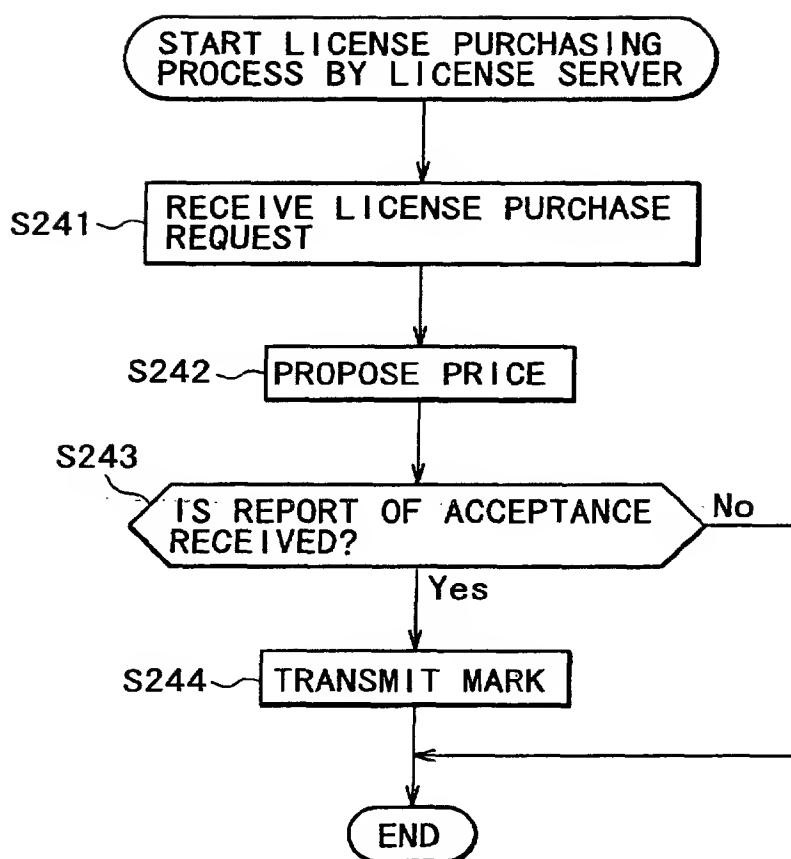 START LICENSE PURCHASING
PROCESS BY LICENSE SERVER
S241
RECEIVE LICENSE PURCHASE
REQUEST
S242
PROPOSE PRICE
S243
IS REPORT OF ACCEPTANCE
RECEIVED?
No
Yes
S244
TRANSMIT MARK
END